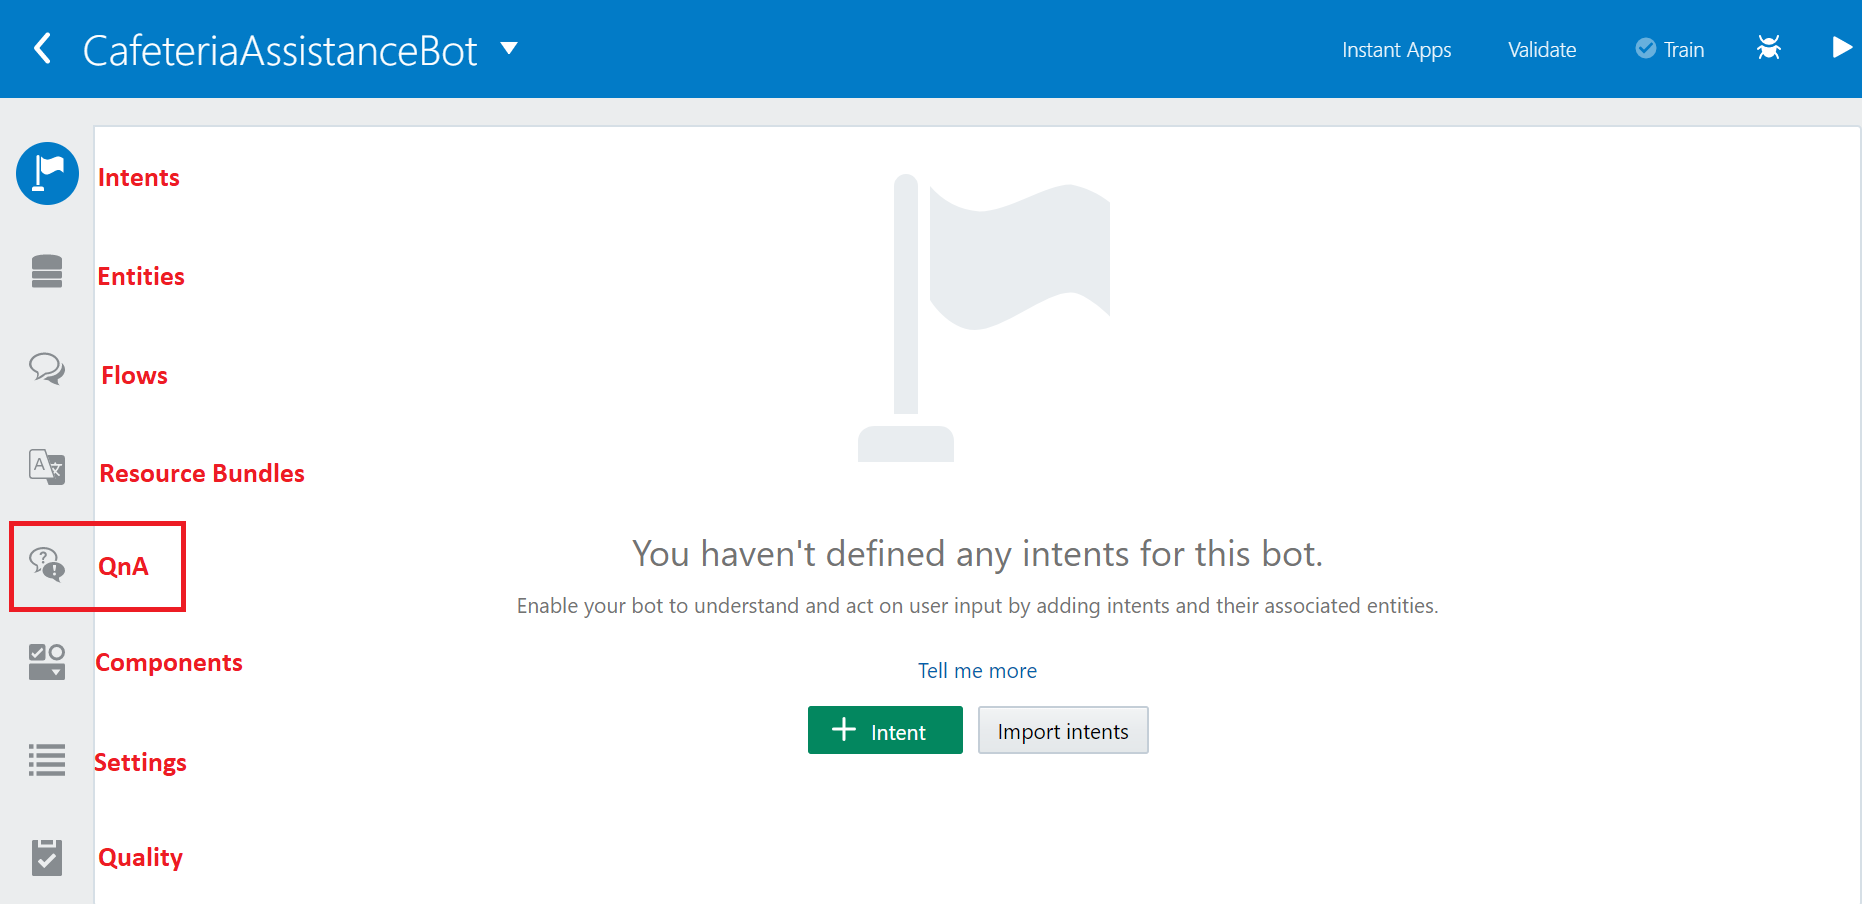 CafeteriaAssistanceBot
Instant Apps
Validate
Train
Intents
Entities
Flows
A 文
Resource Bundles
? !
QnA
Components
Settings
Quality
You haven't defined any intents for this bot.
Enable your bot to understand and act on user input by adding intents and their associated entities.
Tell me more
+ Intent
Import intents